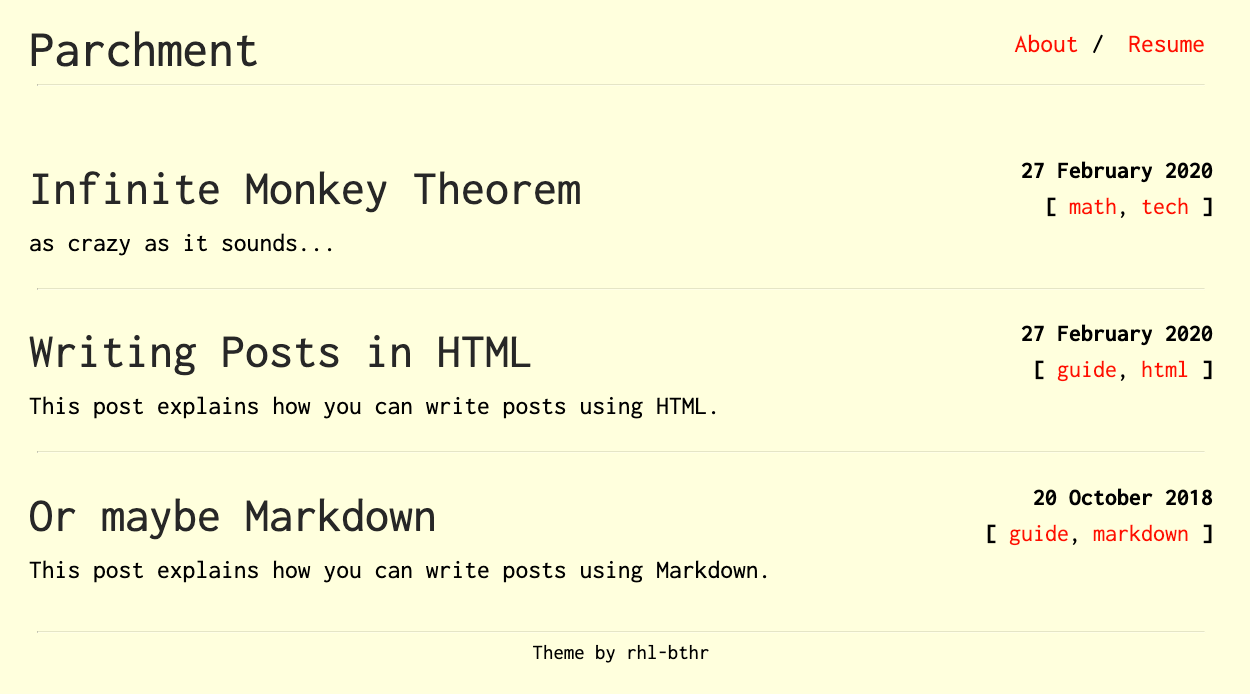 Parchment
About / Resume
Infinite Monkey Theorem
27 February 2020
[ math, tech ]
as crazy as it sounds...
Writing Posts in HTML
27 February 2020
[ guide, html ]
This post explains how you can write posts using HTML.
Or maybe Markdown
20 October 2018
[ guide, markdown ]
This post explains how you can write posts using Markdown.
Theme by rhl-bthr